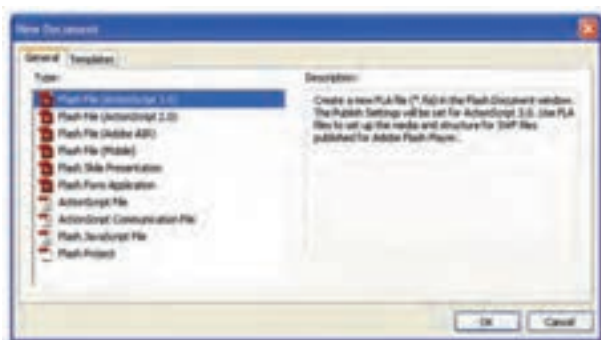 New Document
General Templates
Type:
Flash File (ActionScript 3.0)
Flash File (ActionScript 2.0)
Flash File (Adobe AIR)
Flash File (Mobile)
Flash Slide Presentation
Flash Form Application
ActionScript File
ActionScript Communication File
Flash JavaScript File
Flash Project
Description:
Create a new FLA file (*.fla) in the Flash Document window.
The Publish Settings will be set for ActionScript 3.0. Use FLA
files to set up the media and structure for SWF files
published for Adobe Flash Player.
OK Cancel